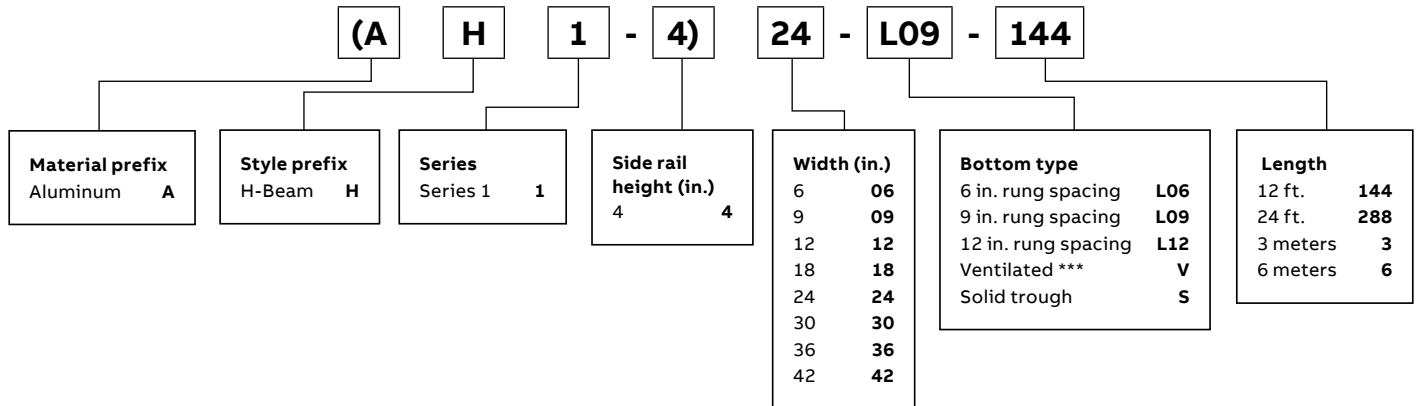 (A H 1 - 4) 24 - L09 - 144
Material prefix
Aluminum A
Style prefix
H-Beam H
Series
Series 1 1
Side rail
height (in.)
4 4
Width (in.)
6 06
9 09
12 12
18 18
24 24
30 30
36 36
42 42
Bottom type
6 in. rung spacing L06
9 in. rung spacing L09
12 in. rung spacing L12
Ventilated *** V
Solid trough S
Length
12 ft. 144
24 ft. 288
3 meters 3
6 meters 6